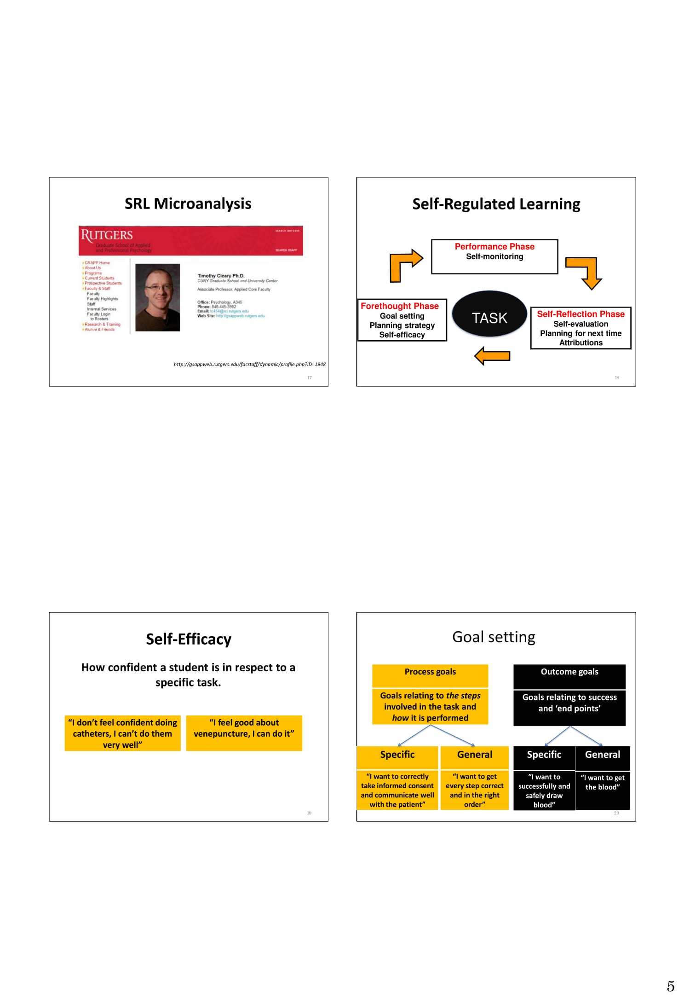 SRL Microanalysis
RUTGERS
Graduate School of Applied
and Professional Psychology
SEARCH RUTGERS
SEARCH GSAPP
GSAPP Home
About Us
Programs
Current Students
Prospective Students
Faculty & Staff
Faculty
Faculty Highlights
Staff
Internal Services
Faculty Login
to Rosters
Research & Training
Alumni & Friends
Timothy Cleary Ph.D.
CUNY Graduate School and University Center
Associate Professor, Applied Core Faculty
Office: Psychology, A345
Phone: 848-445-3982
Email: tc454@rci.rutgers.edu
Web Site: http://gsappweb.rutgers.edu
http://gsappweb.rutgers.edu/facstaff/dynamic/profile.php?ID=1948
17
Self-Regulated Learning
Performance Phase
Self-monitoring
Forethought Phase
Goal setting
Planning strategy
Self-efficacy
TASK
Self-Reflection Phase
Self-evaluation
Planning for next time
Attributions
18
Self-Efficacy
How confident a student is in respect to a
specific task.
“I don’t feel confident doing
catheters, I can’t do them
very well”
“I feel good about
venepuncture, I can do it”
19
Goal setting
Process goals
Goals relating to the steps
involved in the task and
how it is performed
Outcome goals
Goals relating to success
and ‘end points’
Specific
“I want to correctly
take informed consent
and communicate well
with the patient”
General
“I want to get
every step correct
and in the right
order”
Specific
“I want to
successfully and
safely draw
blood”
General
“I want to get
the blood”
20
5